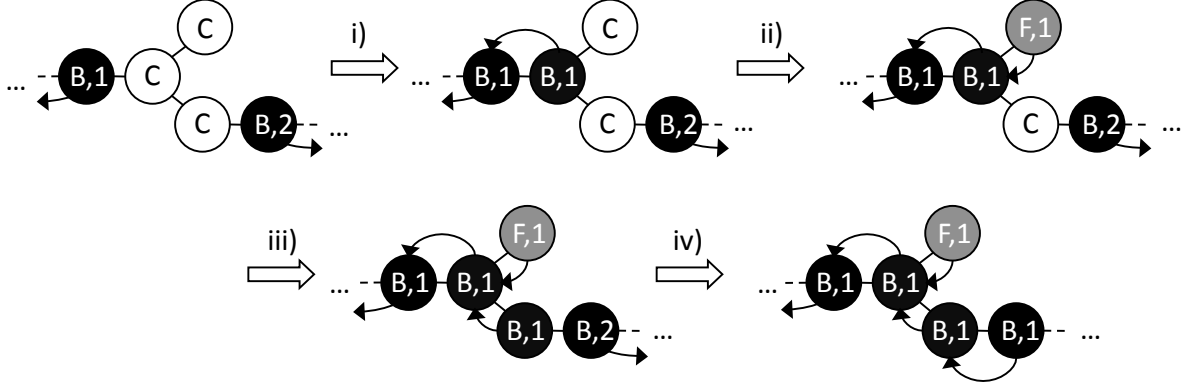 i)
ii)
C
C
F,1
... B,1 C
... B,1 B,1
... B,1 B,1
C B,2 ...
C B,2 ...
C B,2 ...
iii)
iv)
F,1
F,1
... B,1 B,1
... B,1 B,1
B,1 B,2 ...
B,1 B,1 ...